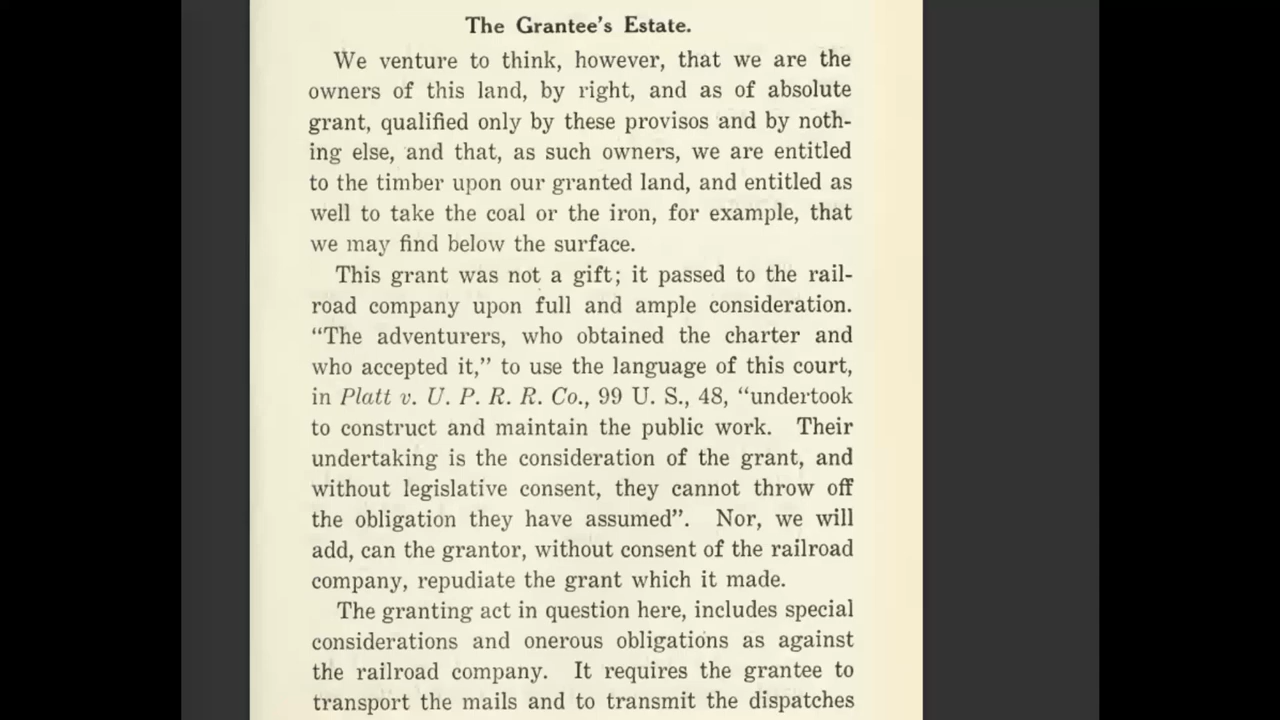 The Grantee's Estate.
We venture to think, however, that we are the
owners of this land, by right, and as of absolute
grant, qualified only by these provisos and by noth-
ing else, and that, as such owners, we are entitled
to the timber upon our granted land, and entitled as
well to take the coal or the iron, for example, that
we may find below the surface.
This grant was not a gift; it passed to the rail-
road company upon full and ample consideration.
“The adventurers, who obtained the charter and
who accepted it,” to use the language of this court,
in Platt v. U. P. R. R. Co., 99 U. S., 48, “undertook
to construct and maintain the public work. Their
undertaking is the consideration of the grant, and
without legislative consent, they cannot throw off
the obligation they have assumed”. Nor, we will
add, can the grantor, without consent of the railroad
company, repudiate the grant which it made.
The granting act in question here, includes special
considerations and onerous obligations as against
the railroad company. It requires the grantee to
transport the mails and to transmit the dispatches